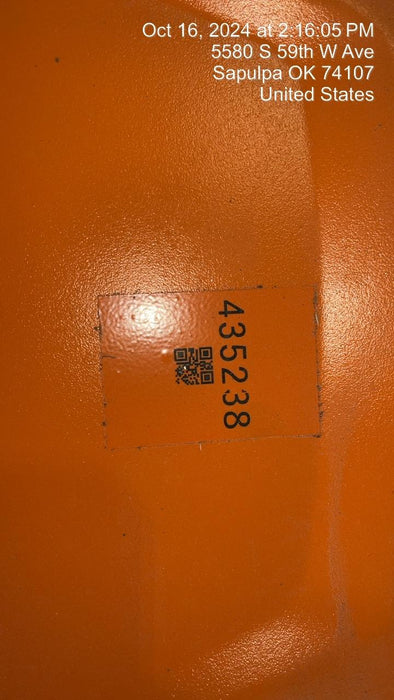 Oct 16, 2024 at 2:16:05 PM
5580 S 59th W Ave
Sapulpa OK 74107
United States
435238